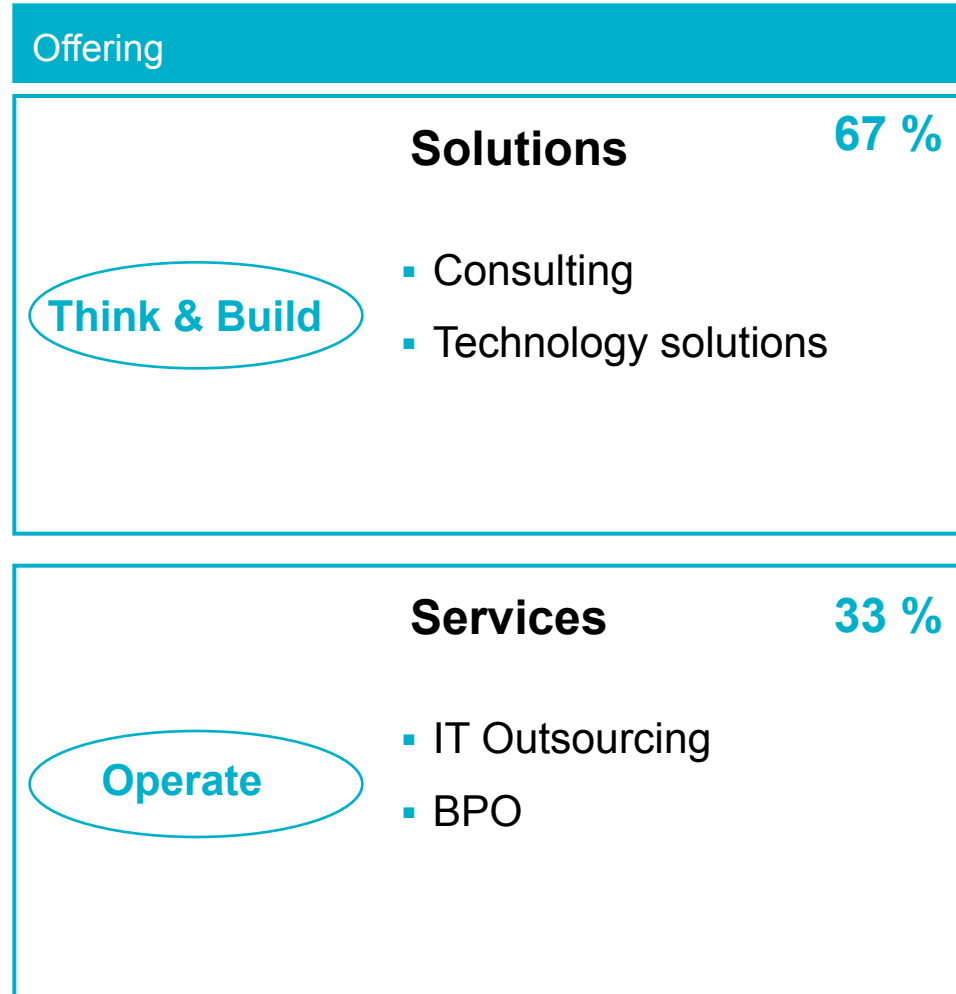 Offering
Solutions
67 %
Think & Build
▪ Consulting
▪ Technology solutions
Services
33 %
Operate
▪ IT Outsourcing
▪ BPO